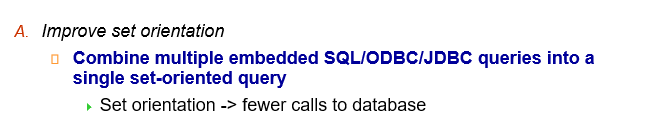 A. Improve set orientation
Combine multiple embedded SQL/ODBC/JDBC queries into a
single set-oriented query
Set orientation -> fewer calls to database